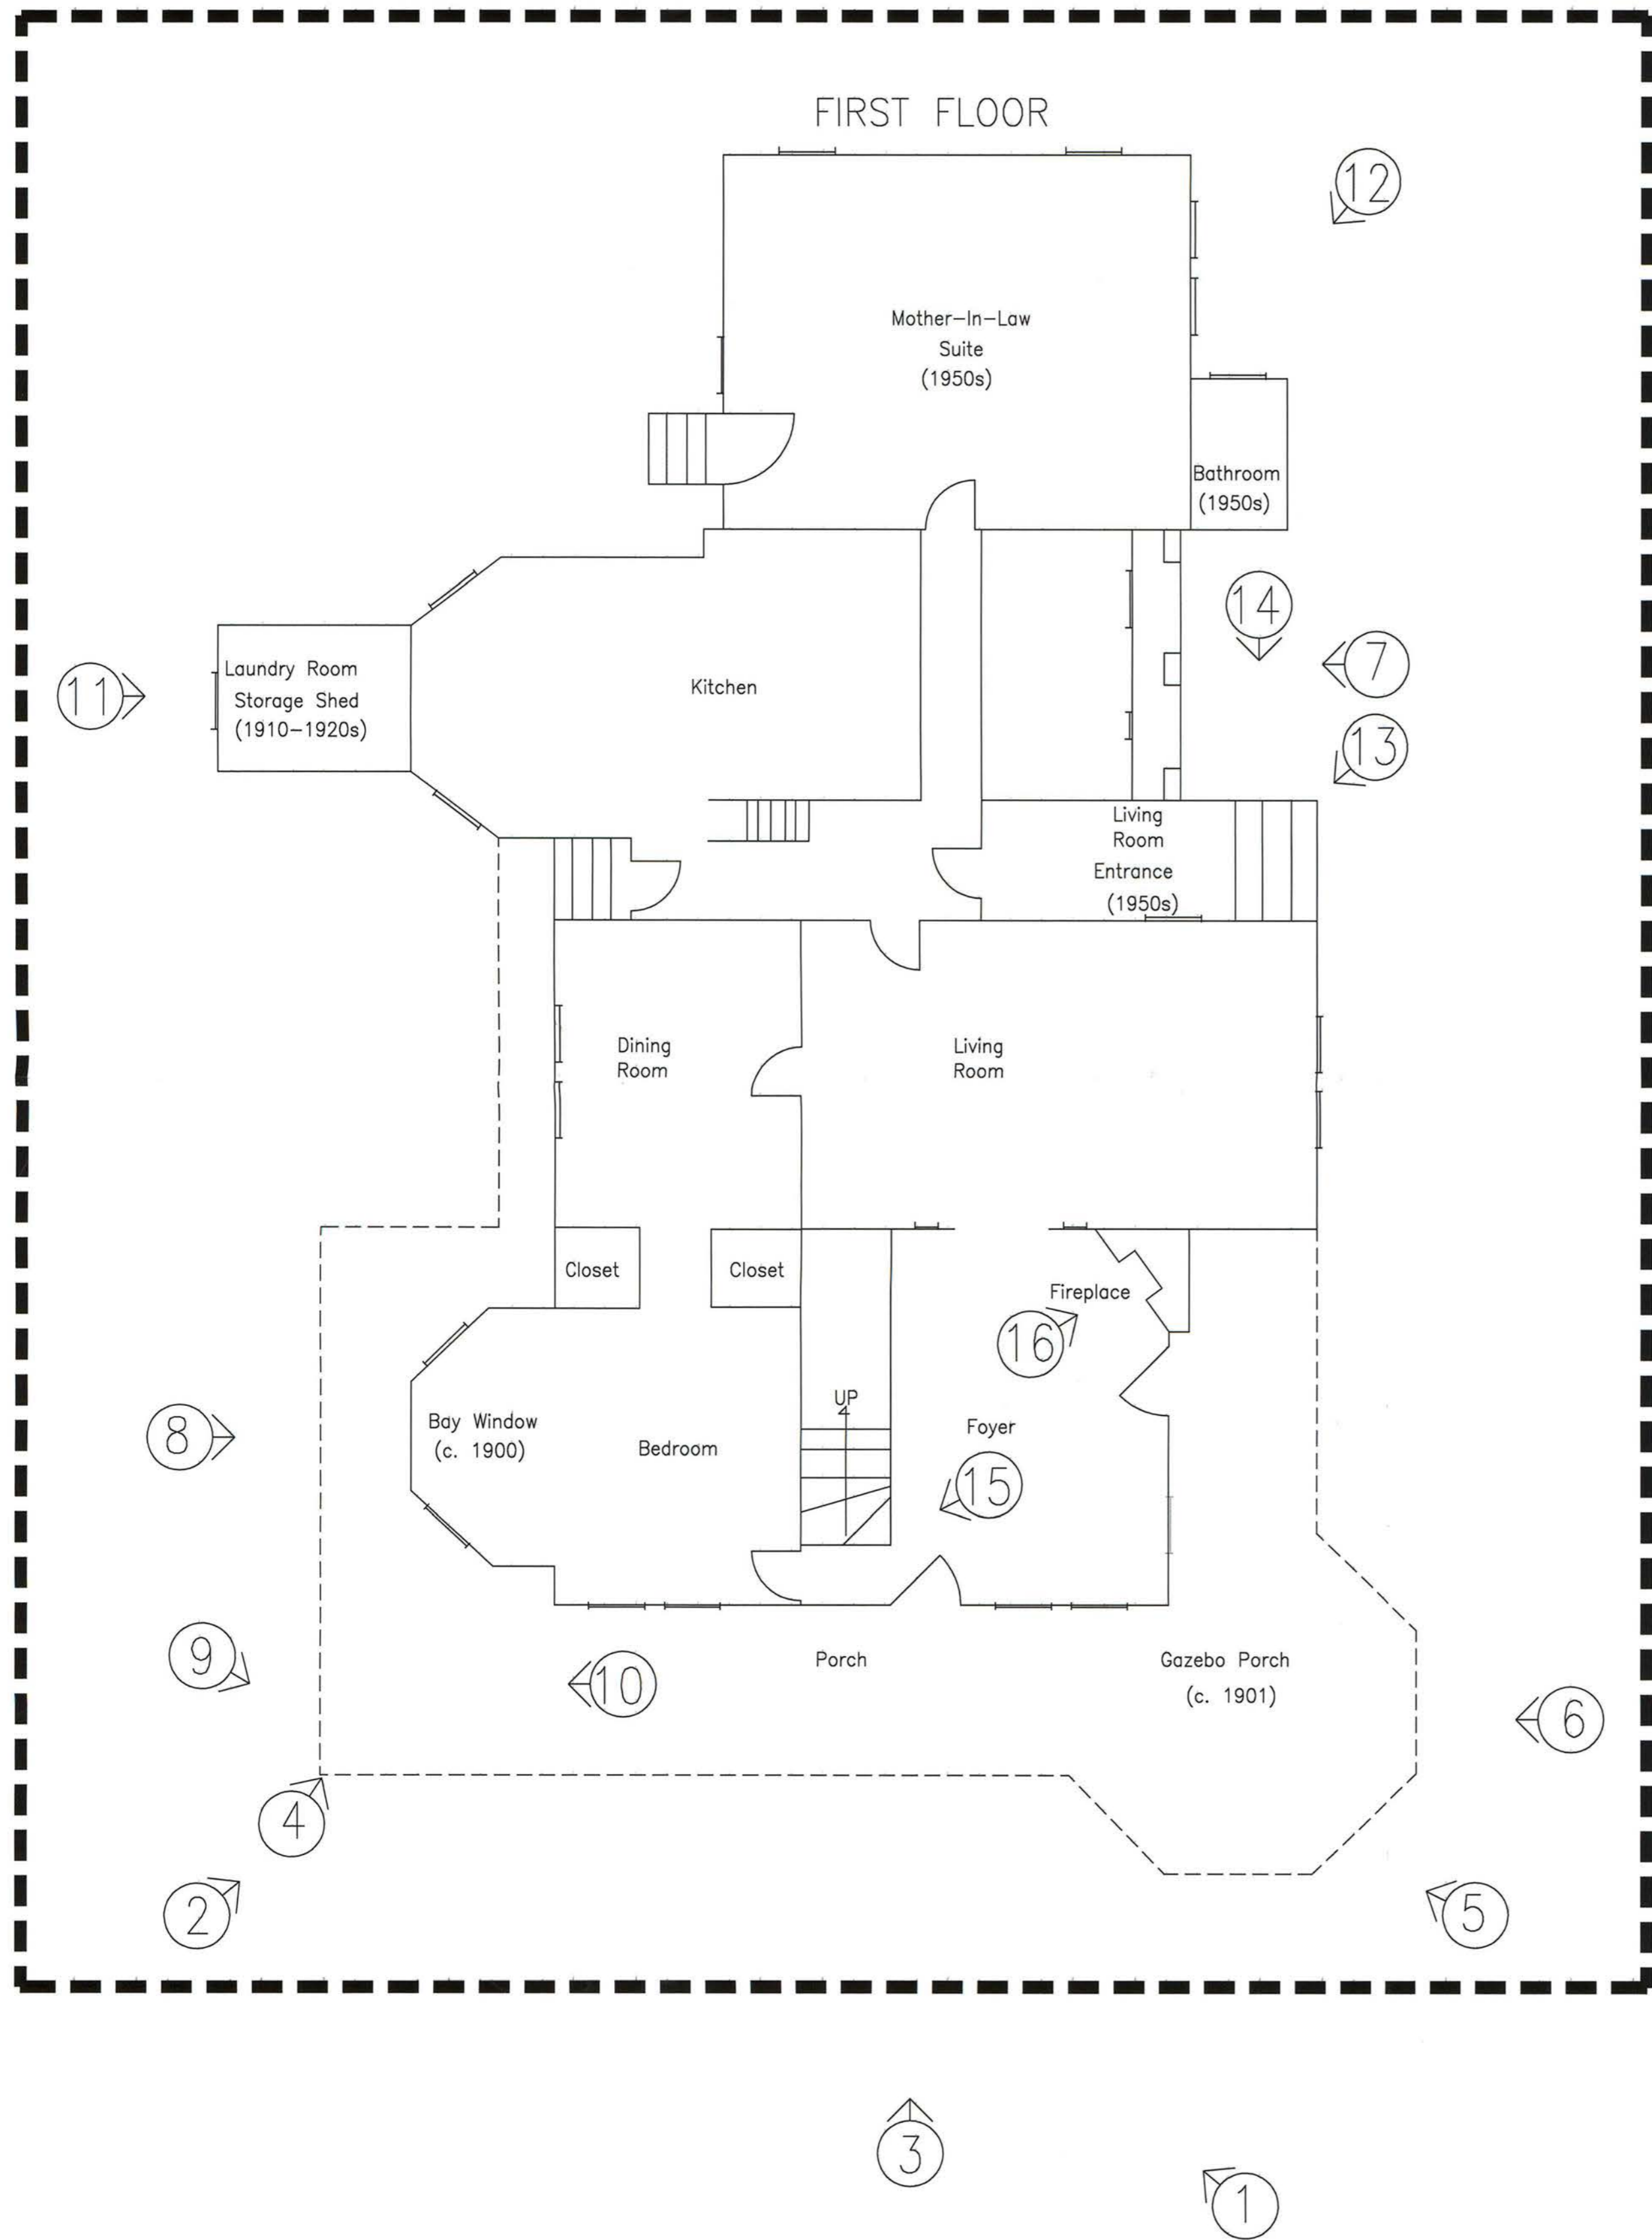 FIRST FLOOR
12
Mother-In-Law
Suite
(1950s)
Bathroom
(1950s)
14
7
11
Laundry Room
Storage Shed
(1910-1920s)
Kitchen
13
Living
Room
Entrance
(1950s)
Dining
Room
Living
Room
Closet
Closet
Fireplace
16
UP
8
Bay Window
(c. 1900)
Bedroom
Foyer
15
9
10
Porch
Gazebo Porch
(c. 1901)
6
4
2
5
3
1